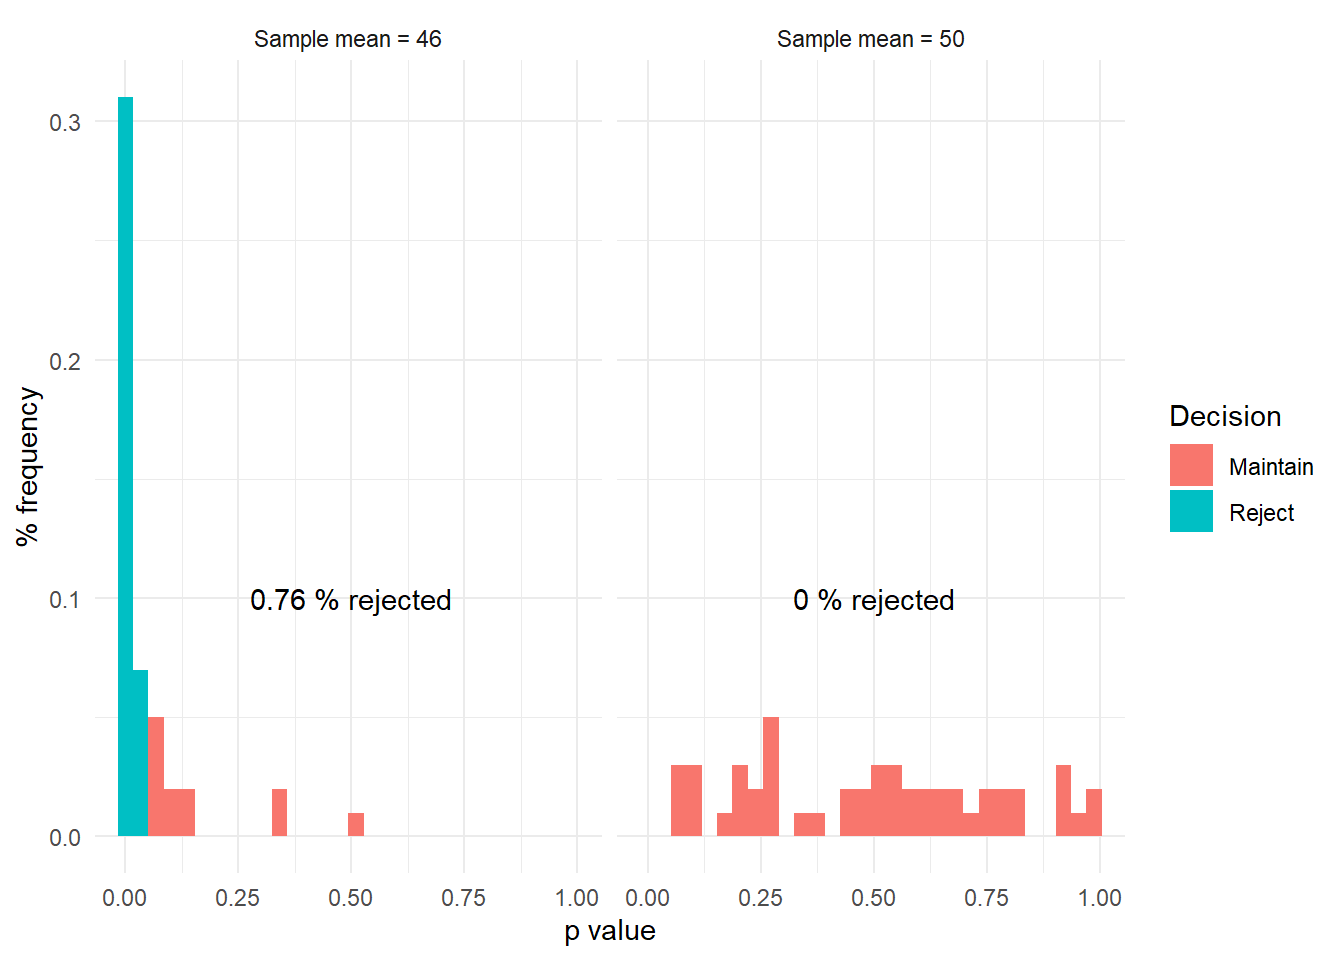 Sample mean = 46
Sample mean = 50
% frequency
0.3
0.2
0.1
0.0
0.76 % rejected
0 % rejected
0.00 0.25 0.50 0.75 1.00
0.00 0.25 0.50 0.75 1.00
p value
Decision
Maintain
Reject